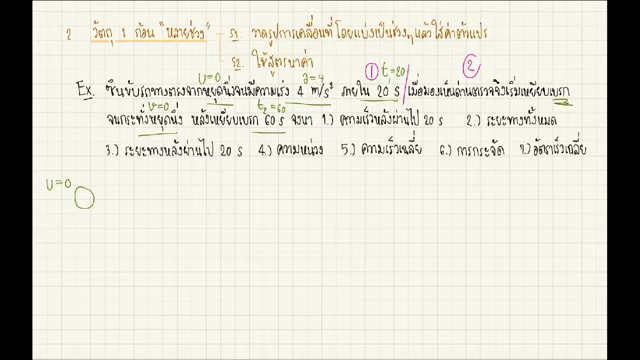 2 วัตถุ 1 ก้อน "หลายช่วง" S1. วาดรูปการเคลื่อนที่ โดยแบ่งเป็นช่วงๆ แล้วใส่ค่าตัวแปร
S2. ใช้สูตรหาค่า
① t=20 ②
u=0 a=4
Ex. ซินขับรถทางตรงจากหยุดนิ่งจนมีความเร่ง 4 m/s² ภายใน 20 s เมื่อมองเห็นด่านตรวจจึงเริ่มเหยียบเบรก
v=0 t₂=60
จนกระทั่งหยุดนิ่ง หลังเหยียบเบรก 60 s จงหา 1.) ความเร็วหลังผ่านไป 20 s 2.) ระยะทางทั้งหมด
3.) ระยะทางหลังผ่านไป 20 s 4.) ความหน่วง 5.) ความเร็วเฉลี่ย 6.) การกระจัด 7.) อัตราเร็วเฉลี่ย
u=0